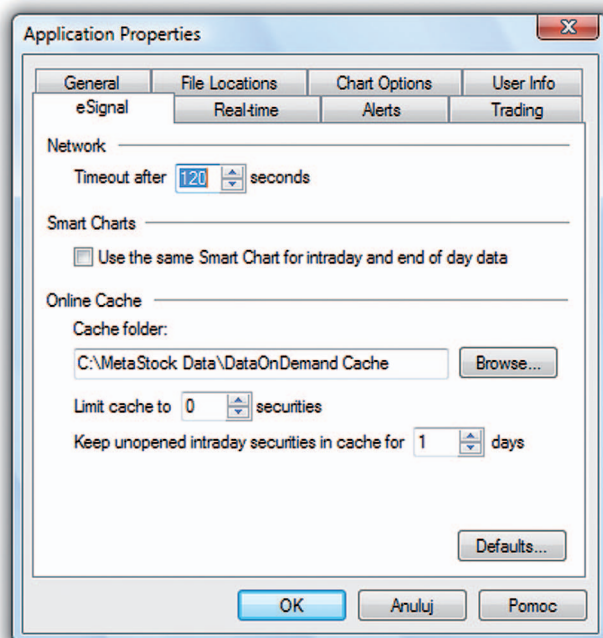 Application Properties
General File Locations Chart Options User Info
eSignal Real-time Alerts Trading
Network
Timeout after 120 seconds
Smart Charts
Use the same Smart Chart for intraday and end of day data
Online Cache
Cache folder:
C:\MetaStock Data\DataOnDemand Cache Browse...
Limit cache to 0 securities
Keep unopened intraday securities in cache for 1 days
Defaults...
OK Anuluj Pomoc